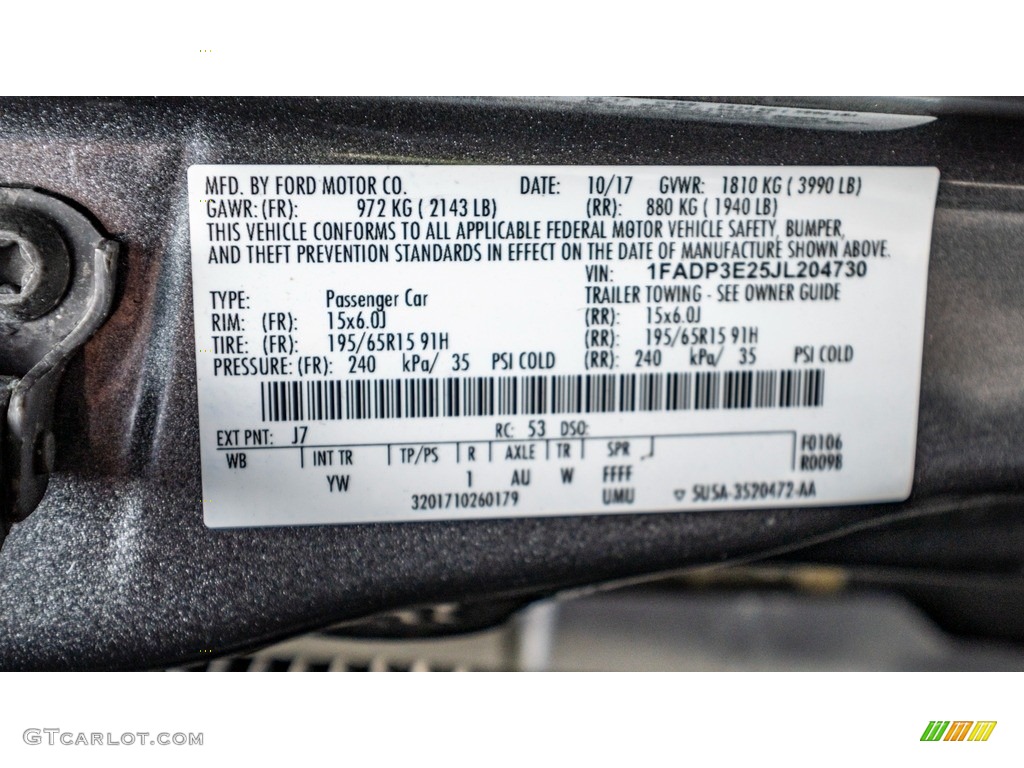 MFD. BY FORD MOTOR CO. DATE: 10/17 GVWR: 1810 KG ( 3990 LB)
GAWR: (FR): 972 KG ( 2143 LB) (RR): 880 KG ( 1940 LB)
THIS VEHICLE CONFORMS TO ALL APPLICABLE FEDERAL MOTOR VEHICLE SAFETY, BUMPER,
AND THEFT PREVENTION STANDARDS IN EFFECT ON THE DATE OF MANUFACTURE SHOWN ABOVE.
VIN: 1FADP3E25JL204730
TYPE: Passenger Car TRAILER TOWING - SEE OWNER GUIDE
RIM: (FR): 15x6.0J (RR): 15x6.0J
TIRE: (FR): 195/65R15 91H (RR): 195/65R15 91H
PRESSURE: (FR): 240 kPa/ 35 PSI COLD (RR): 240 kPa/ 35 PSI COLD
EXT PNT: J7 RC: 53 DSO:
WB INT TR TP/PS R AXLE TR SPR F0106
YW 1 AU W FFFF R0098
3201710260179 UMU ▽ 5U5A-3520472-AA
GTCARLOT.COM